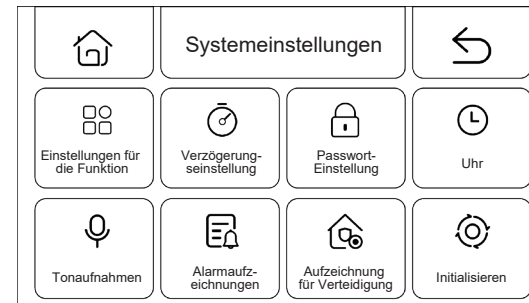 Systemeinstellungen
Einstellungen für
die Funktion
Verzögerung-
seinstellung
Passwort-
Einstellung
Uhr
Tonaufnahmen
Alarmaufz-
eichnungen
Aufzeichnung
für Verteidigung
Initialisieren